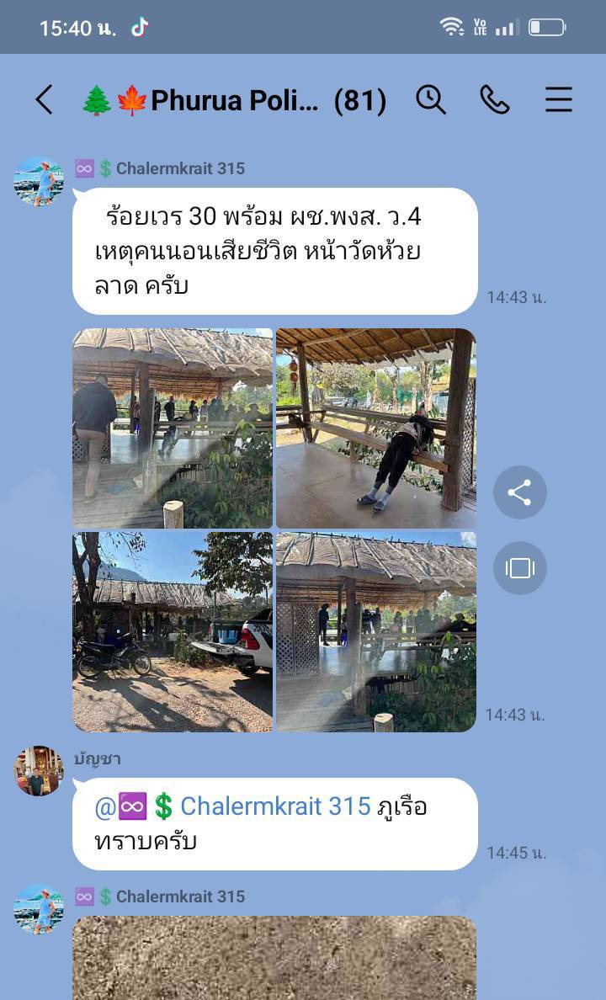 15:40 น.
Vo LTE
🌲🍁Phurua Poli... (81)
♾️💲Chalermkrait 315
ร้อยเวร 30 พร้อม ผช.พงส. ว.4
เหตุคนนอนเสียชีวิต หน้าวัดห้วย
ลาด ครับ
14:43 น.
14:43 น.
บัญชา
@♾️💲Chalermkrait 315 ภูเรือ
ทราบครับ
14:45 น.
♾️💲Chalermkrait 315